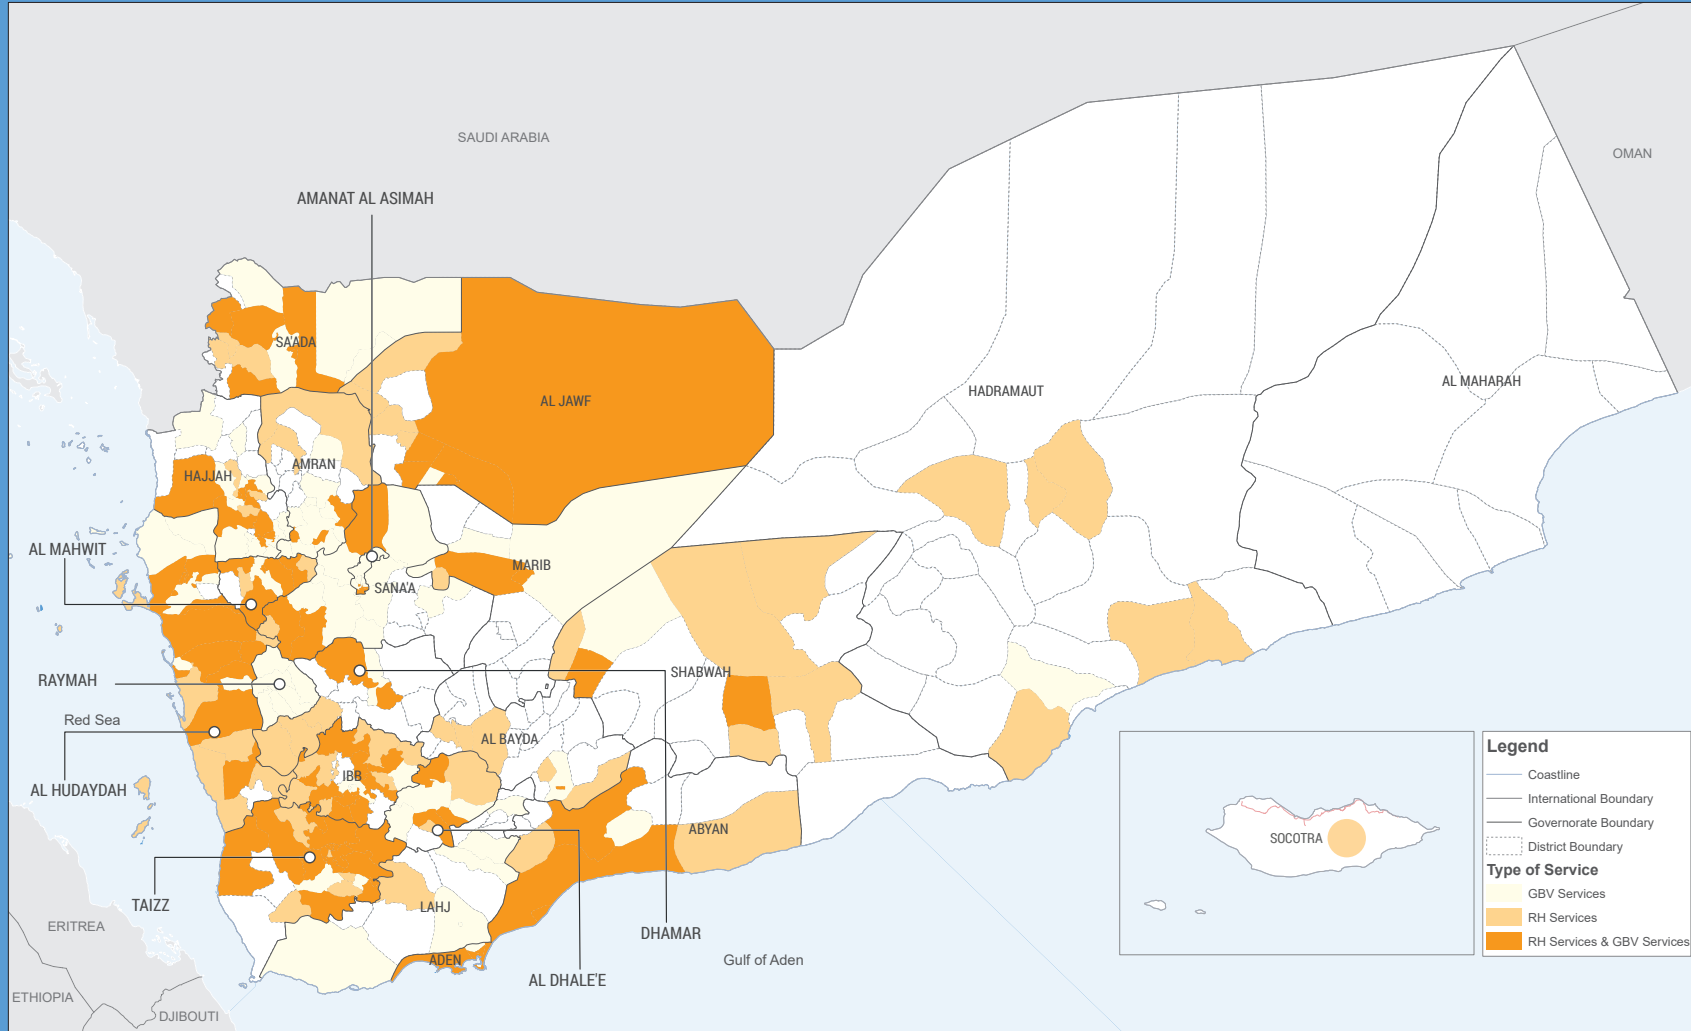 SAUDI ARABIA
OMAN
AMANAT AL ASIMAH
SA'ADA
AL JAWF
HADRAMAUT
AL MAHARAH
AMRAN
HAJJAH
AL MAHWIT
MARIB
SANA'A
SHABWAH
RAYMAH
Red Sea
AL BAYDA
IBB
AL HUDAYDAH
ABYAN
TAIZZ
LAHJ
ERITREA
DHAMAR
ADEN
Gulf of Aden
AL DHALE'E
ETHIOPIA
DJIBOUTI
SOCOTRA
Legend
Coastline
International Boundary
Governorate Boundary
District Boundary
Type of Service
GBV Services
RH Services
RH Services & GBV Services